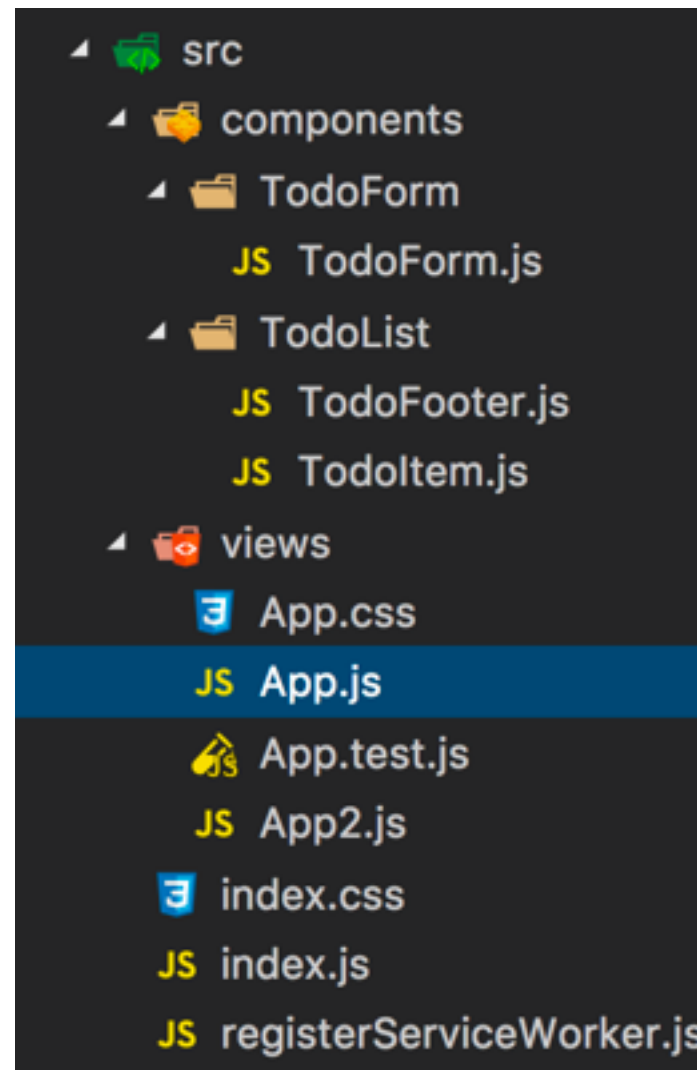 src
components
TodoForm
JS TodoForm.js
TodoList
JS TodoFooter.js
JS TodoItem.js
views
App.css
JS App.js
JS App.test.js
JS App2.js
index.css
JS index.js
JS registerServiceWorker.js